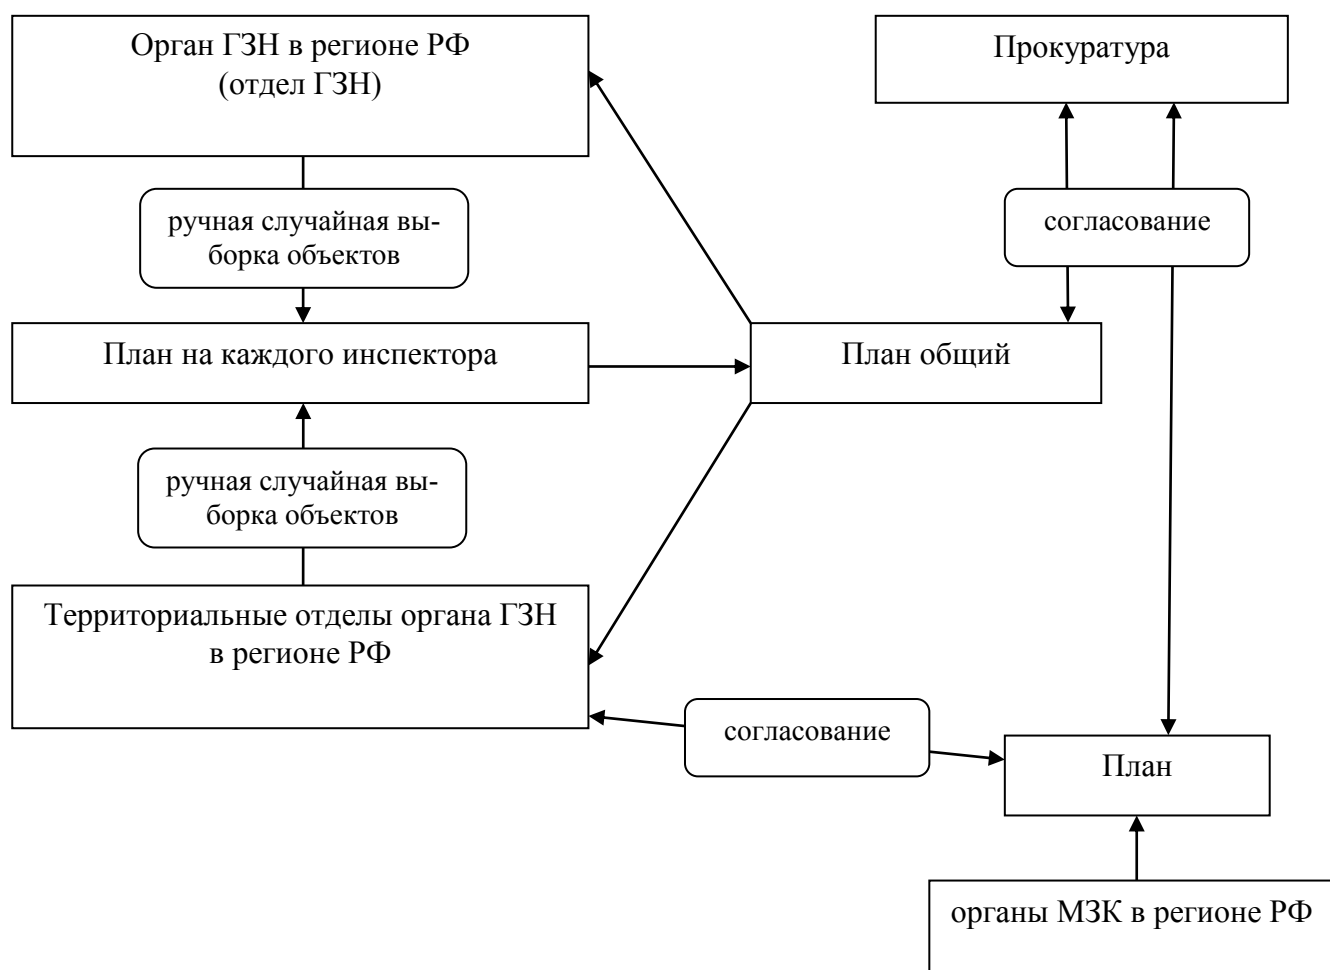 Орган ГЗН в регионе РФ
(отдел ГЗН)
Прокуратура
ручная случайная вы-
борка объектов
согласование
План на каждого инспектора
План общий
ручная случайная вы-
борка объектов
Территориальные отделы органа ГЗН
в регионе РФ
согласование
План
органы МЗК в регионе РФ